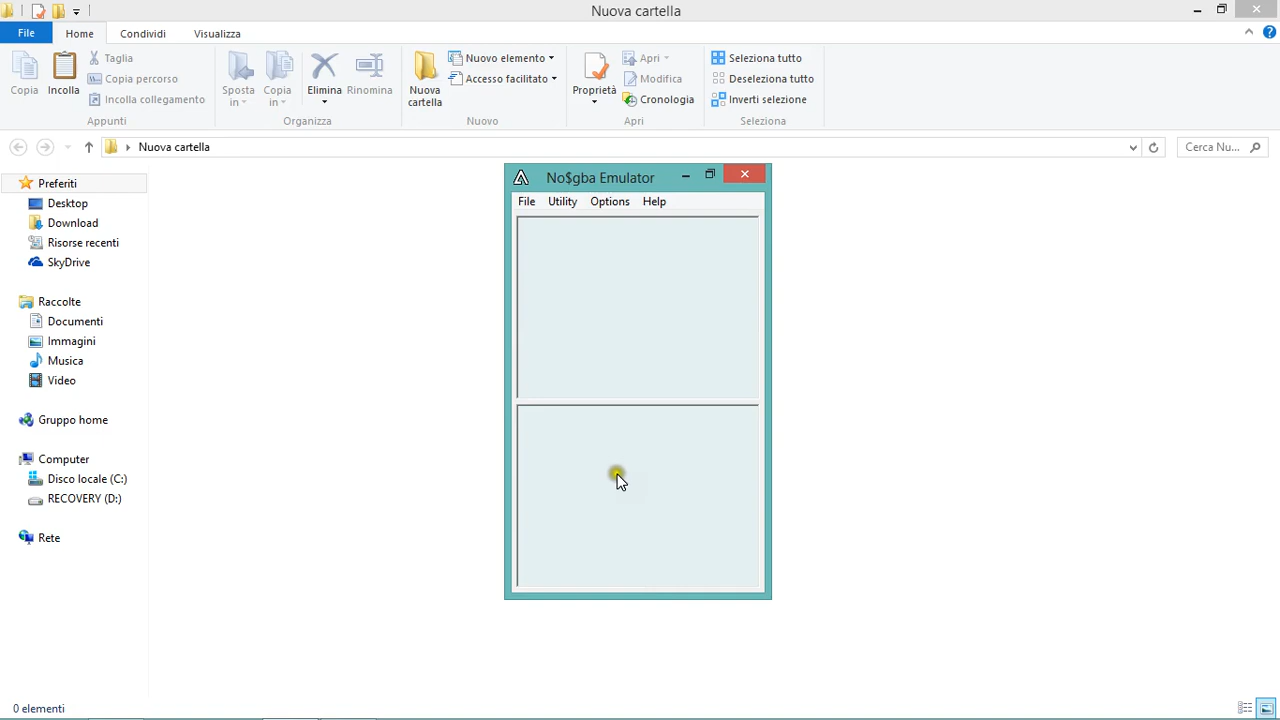 Nuova cartella
File Home Condividi Visualizza
Copia
Incolla
Taglia
Copia percorso
Incolla collegamento
Appunti
Sposta in
Copia in
Elimina
Rinomina
Organizza
Nuova cartella
Nuovo elemento
Accesso facilitato
Nuovo
Proprietà
Apri
Modifica
Cronologia
Apri
Seleziona tutto
Deseleziona tutto
Inverti selezione
Seleziona
Nuova cartella
Cerca Nu...
Preferiti
Desktop
Download
Risorse recenti
SkyDrive
Raccolte
Documenti
Immagini
Musica
Video
Gruppo home
Computer
Disco locale (C:)
RECOVERY (D:)
Rete
No$gba Emulator
File Utility Options Help
0 elementi